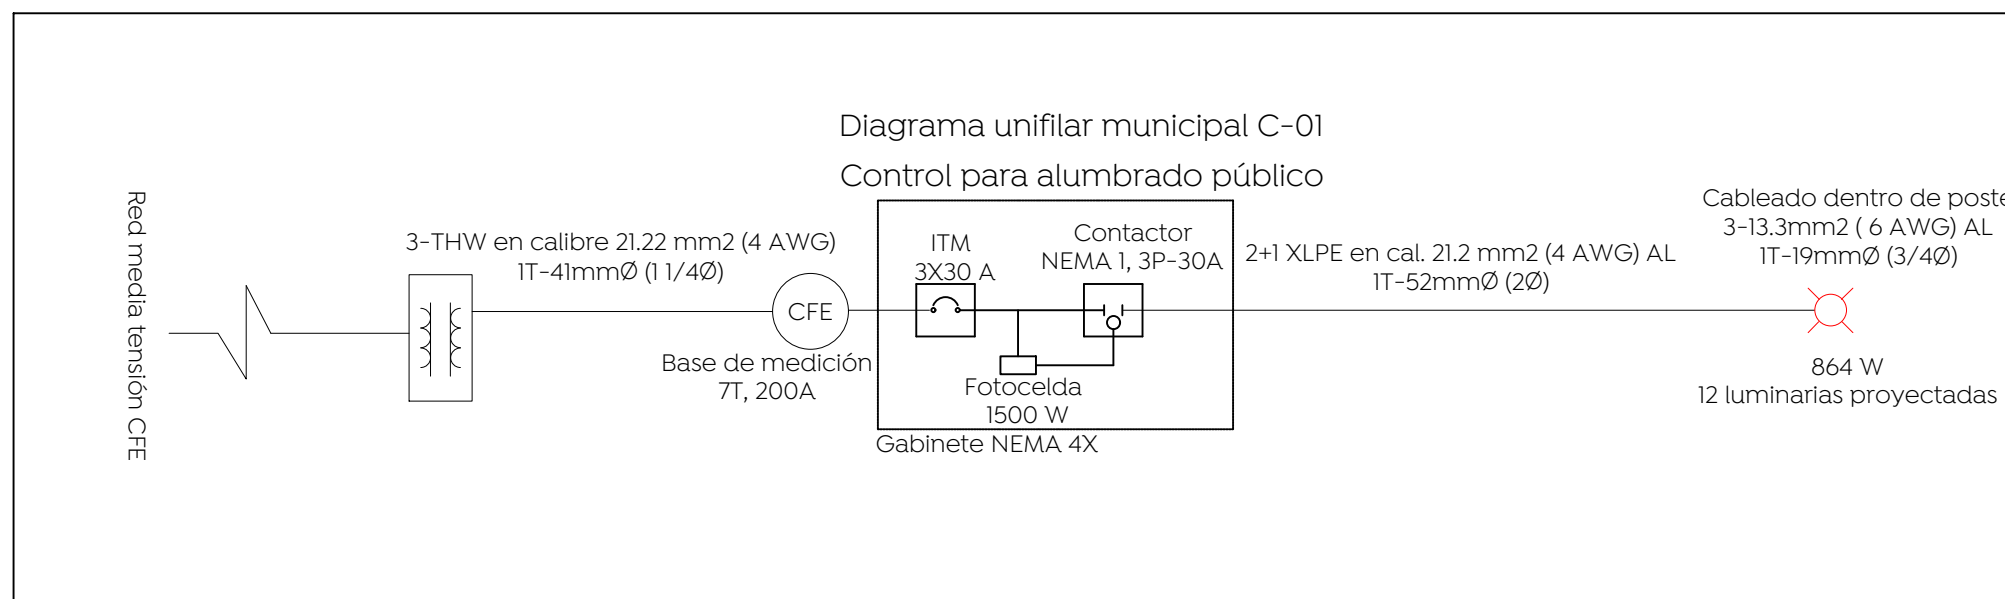 Diagrama unifilar municipal C-01
Control para alumbrado público
Red media tensión CFE
3-THW en calibre 21.22 mm2 (4 AWG)
1T-41mmØ (1 1/4Ø)
CFE
Base de medición
7T, 200A
ITM
3X30 A
Contactor
NEMA 1, 3P-30A
Fotocelda
1500 W
Gabinete NEMA 4X
2+1 XLPE en cal. 21.2 mm2 (4 AWG) AL
1T-52mmØ (2Ø)
Cableado dentro de poste
3-13.3mm2 ( 6 AWG) AL
1T-19mmØ (3/4Ø)
864 W
12 luminarias proyectadas